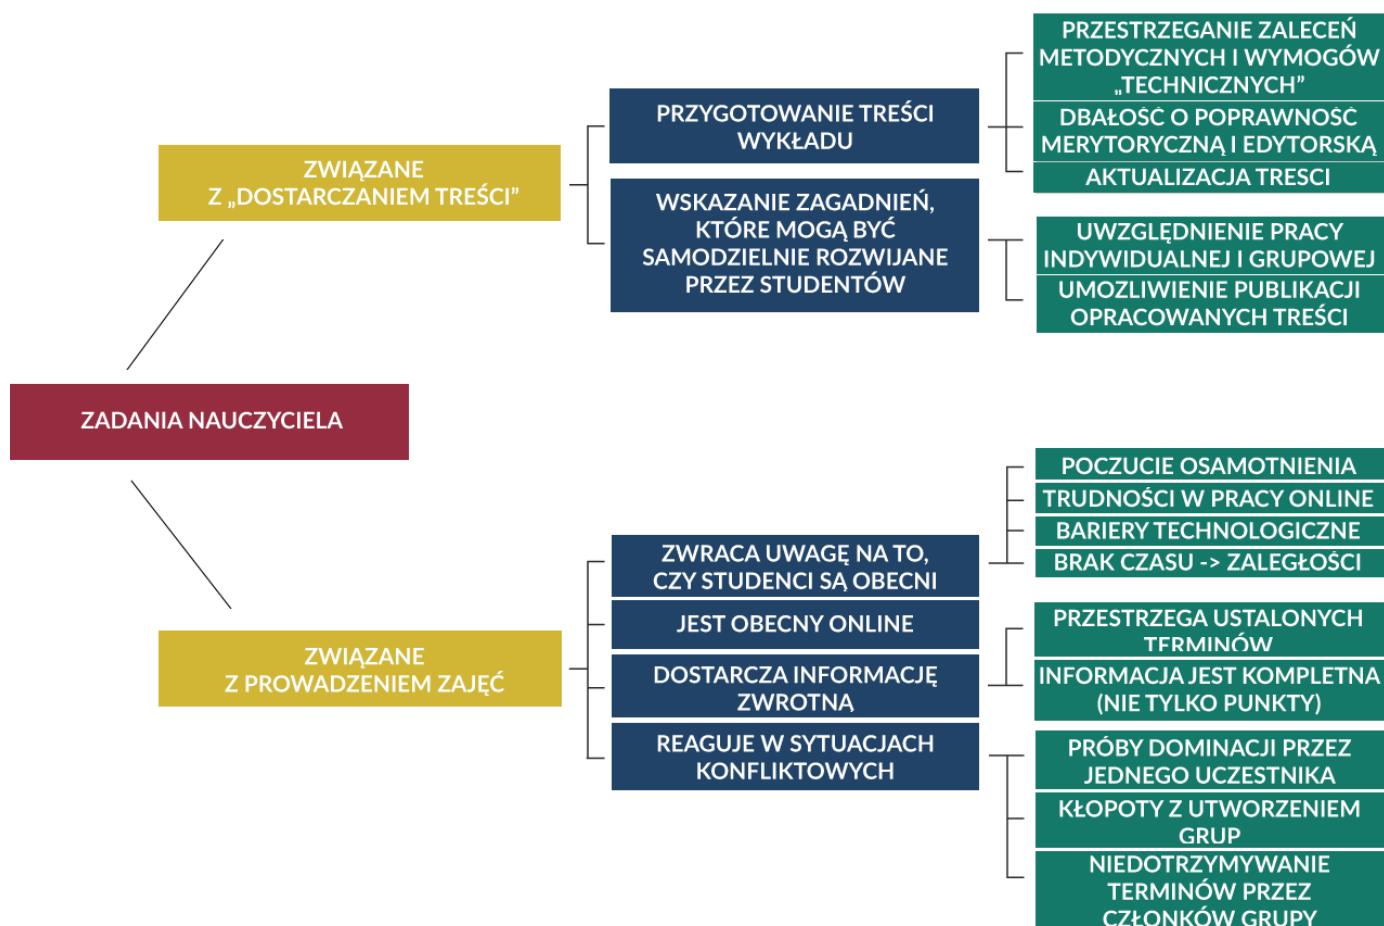 PRZESTRZEGANIE ZALECEŃ
METODYCZNYCH I WYMOGÓW
„TECHNICZNYCH”
DBAŁOŚĆ O POPRAWNOŚĆ
MERYTORYCZNĄ I EDYTORSKĄ
AKTUALIZACJA TRESCI
PRZYGOTOWANIE TREŚCI
WYKŁADU
ZWIĄZANE
Z „DOSTARCZANIEM TREŚCI”
WSKAZANIE ZAGADNIEŃ,
KTÓRE MOGĄ BYĆ
SAMODZIELNIE ROZWIJANE
PRZEZ STUDENTÓW
UWZGLĘDNIENIE PRACY
INDYWIDUALNEJ I GRUPOWEJ
UMOZLIWIENIE PUBLIKACJI
OPRACOWANYCH TREŚCI
ZADANIA NAUCZYCIELA
POCZUCIE OSAMOTNIENIA
TRUDNOŚCI W PRACY ONLINE
BARIERY TECHNOLOGICZNE
BRAK CZASU -> ZALEGŁOŚCI
ZWRACA UWAGĘ NA TO,
CZY STUDENCI SĄ OBECNI
JEST OBECNY ONLINE
ZWIĄZANE
Z PROWADZENIEM ZAJĘĆ
DOSTARCZA INFORMACJĘ
ZWROTNĄ
PRZESTRZEGA USTALONYCH
TERMINÓW
INFORMACJA JEST KOMPLETNA
(NIE TYLKO PUNKTY)
REAGUJE W SYTUACJACH
KONFLIKTOWYCH
PRÓBY DOMINACJI PRZEZ
JEDNEGO UCZESTNIKA
KŁOPOTY Z UTWORZENIEM
GRUP
NIEDOTRZYMYWANIE
TERMINÓW PRZEZ
CZŁONKÓW GRUPY